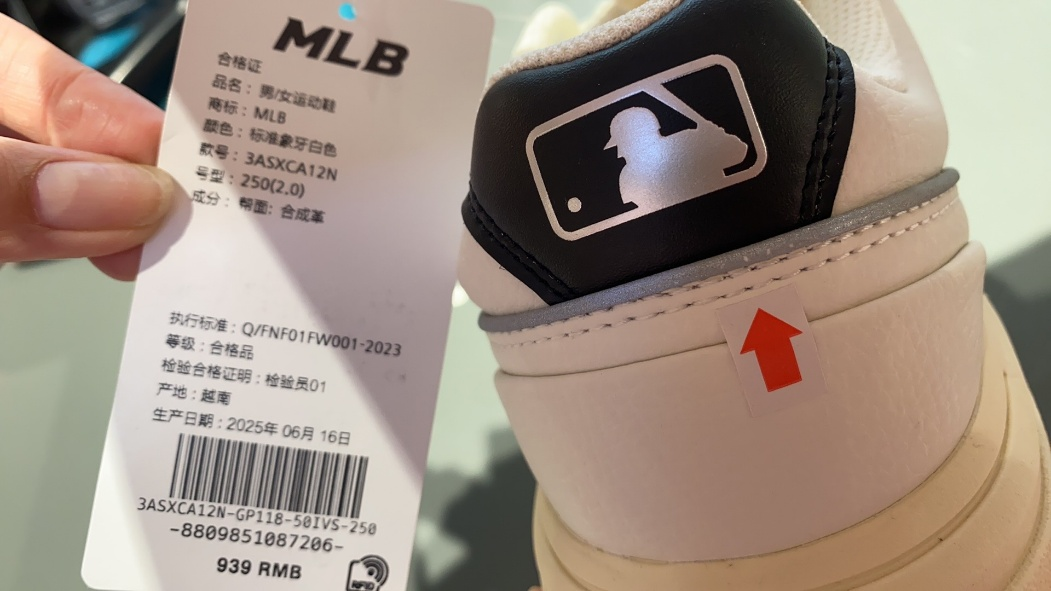 MLB
合格证
品名：男/女运动鞋
商标：MLB
颜色：标准象牙白色
款号：3ASXCA12N
号型：250(2.0)
成分：帮面：合成革
执行标准：Q/FNF01FW001-2023
等级：合格品
检验合格证明：检验员01
产地：越南
生产日期：2025年 06月 16日
3ASXCA12N-GP118-50IVS-250
-8809851087206-
939 RMB
RFID